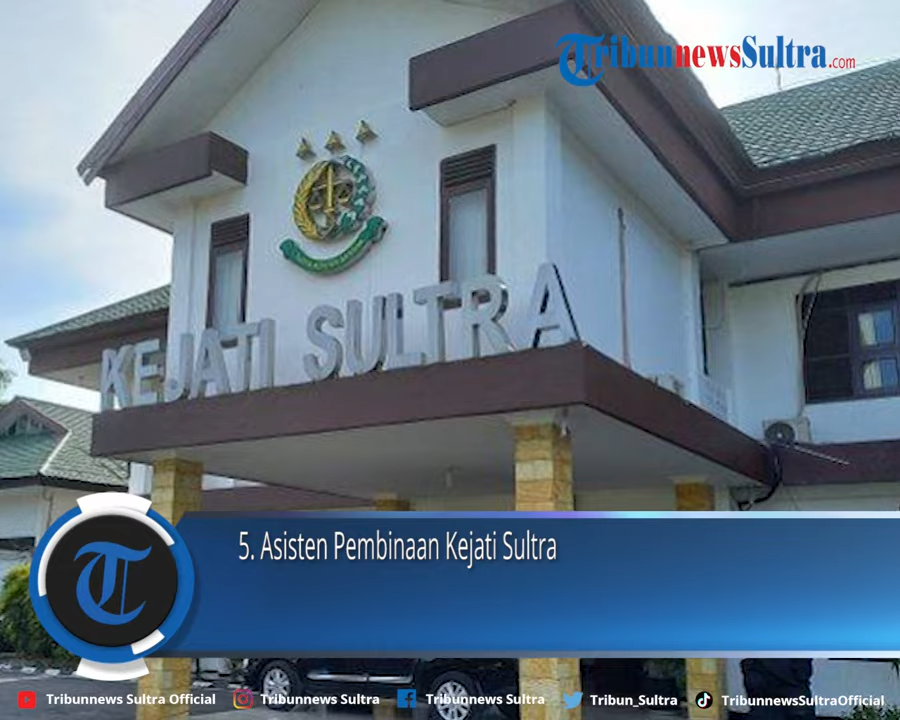 TribunnewsSultra.com
KEJATI SULTRA
5. Asisten Pembinaan Kejati Sultra
Tribunnews Sultra Official
Tribunnews Sultra
Tribunnews Sultra
Tribun_Sultra
TribunnewsSultraOfficial